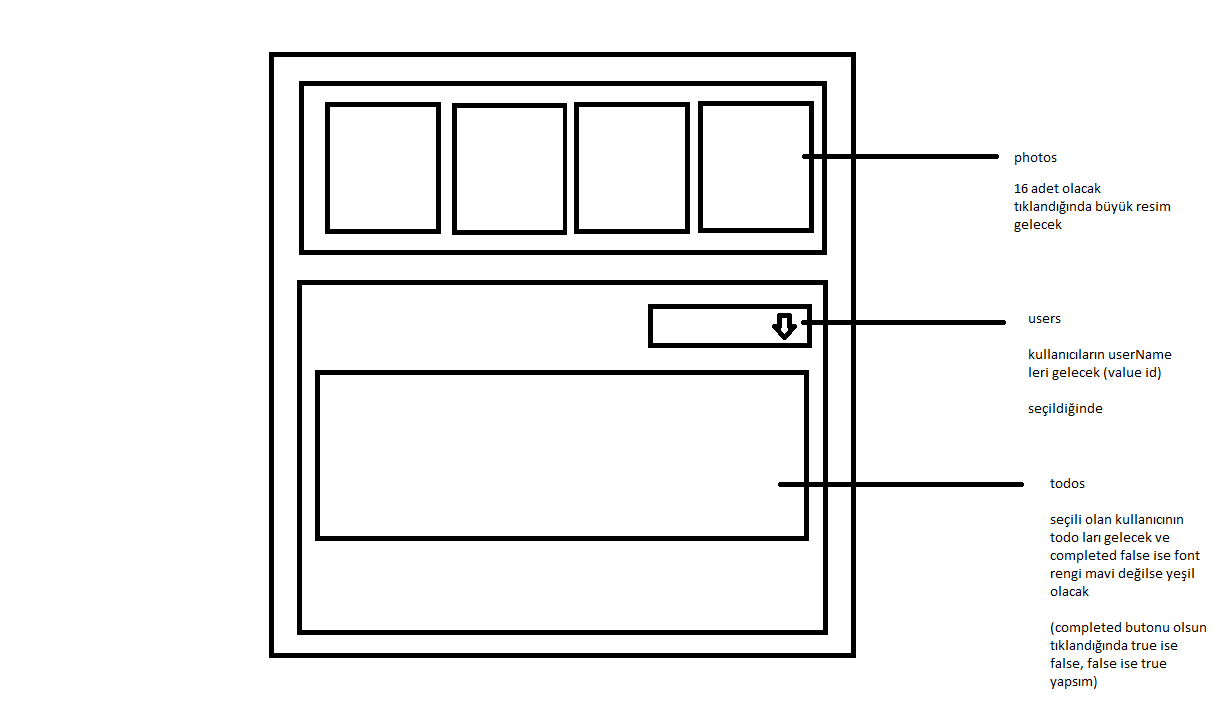 photos
16 adet olacak
tıklandığında büyük resim
gelecek
users
kullanıcıların userName
leri gelecek (value id)
seçildiğinde
todos
seçili olan kullanıcının
todo ları gelecek ve
completed false ise font
rengi mavi değilse yeşil
olacak
(completed butonu olsun
tıklandığında true ise
false, false ise true
yapsım)